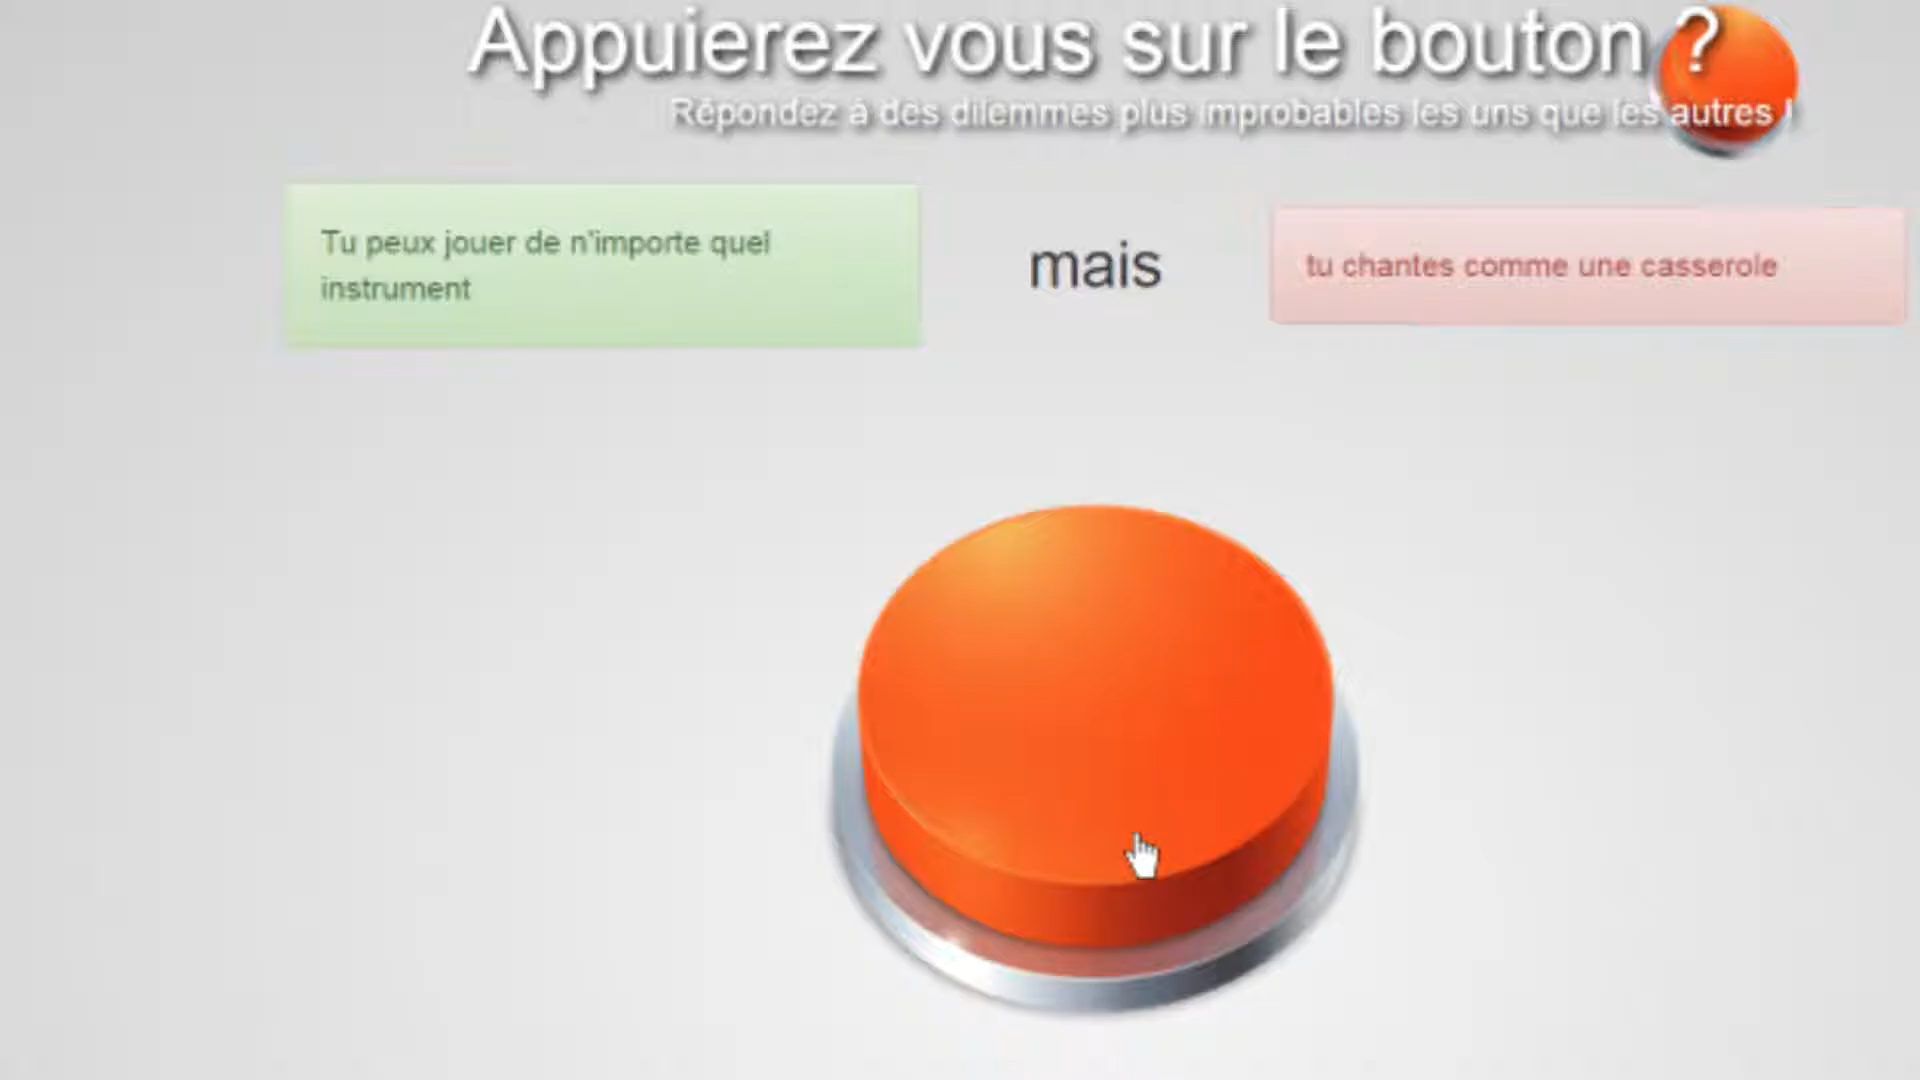 Appuierez vous sur le bouton ?
Répondez à des dilemmes plus improbables les uns que les autres !
Tu peux jouer de n'importe quel
instrument
mais
tu chantes comme une casserole